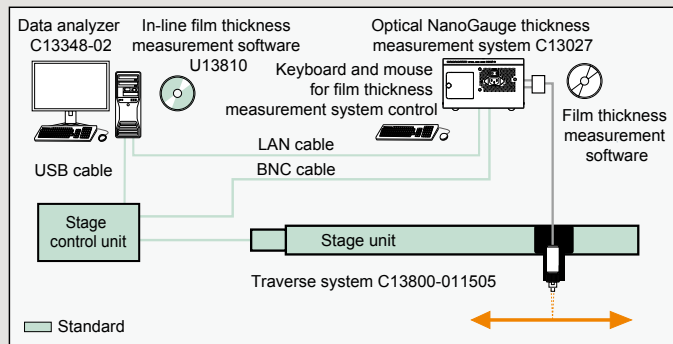 Data analyzer
C13348-02
In-line film thickness
measurement software
U13810
Optical NanoGauge thickness
measurement system C13027
Keyboard and mouse
for film thickness
measurement system control
Film thickness
measurement
software
LAN cable
BNC cable
USB cable
Stage
control unit
Stage unit
Traverse system C13800-011505
Standard